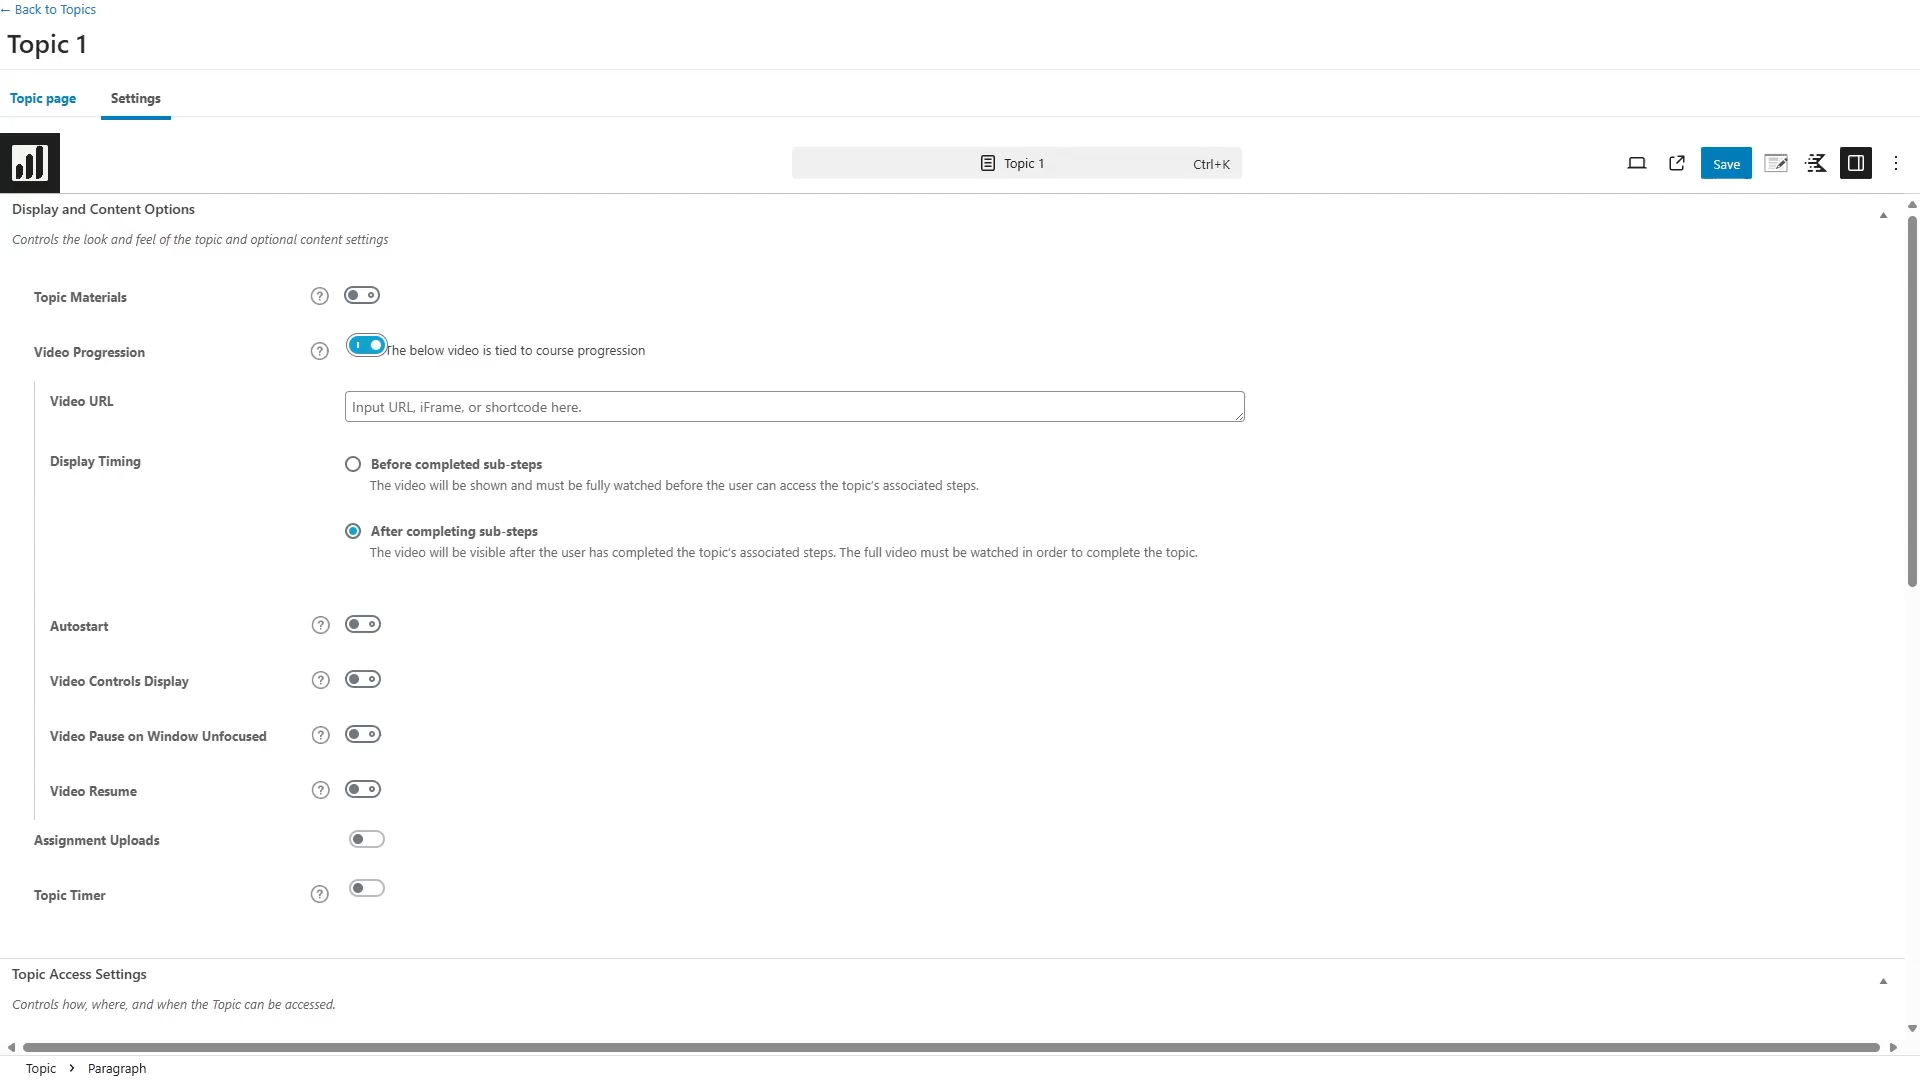 ← Back to Topics
Topic 1
Topic page Settings
Topic 1 Ctrl+K
Save
Display and Content Options
Controls the look and feel of the topic and optional content settings
Topic Materials
Video Progression The below video is tied to course progression
Video URL Input URL, iFrame, or shortcode here.
Display Timing
Before completed sub-steps
The video will be shown and must be fully watched before the user can access the topic's associated steps.
After completing sub-steps
The video will be visible after the user has completed the topic's associated steps. The full video must be watched in order to complete the topic.
Autostart
Video Controls Display
Video Pause on Window Unfocused
Video Resume
Assignment Uploads
Topic Timer
Topic Access Settings
Controls how, where, and when the Topic can be accessed.
Topic › Paragraph